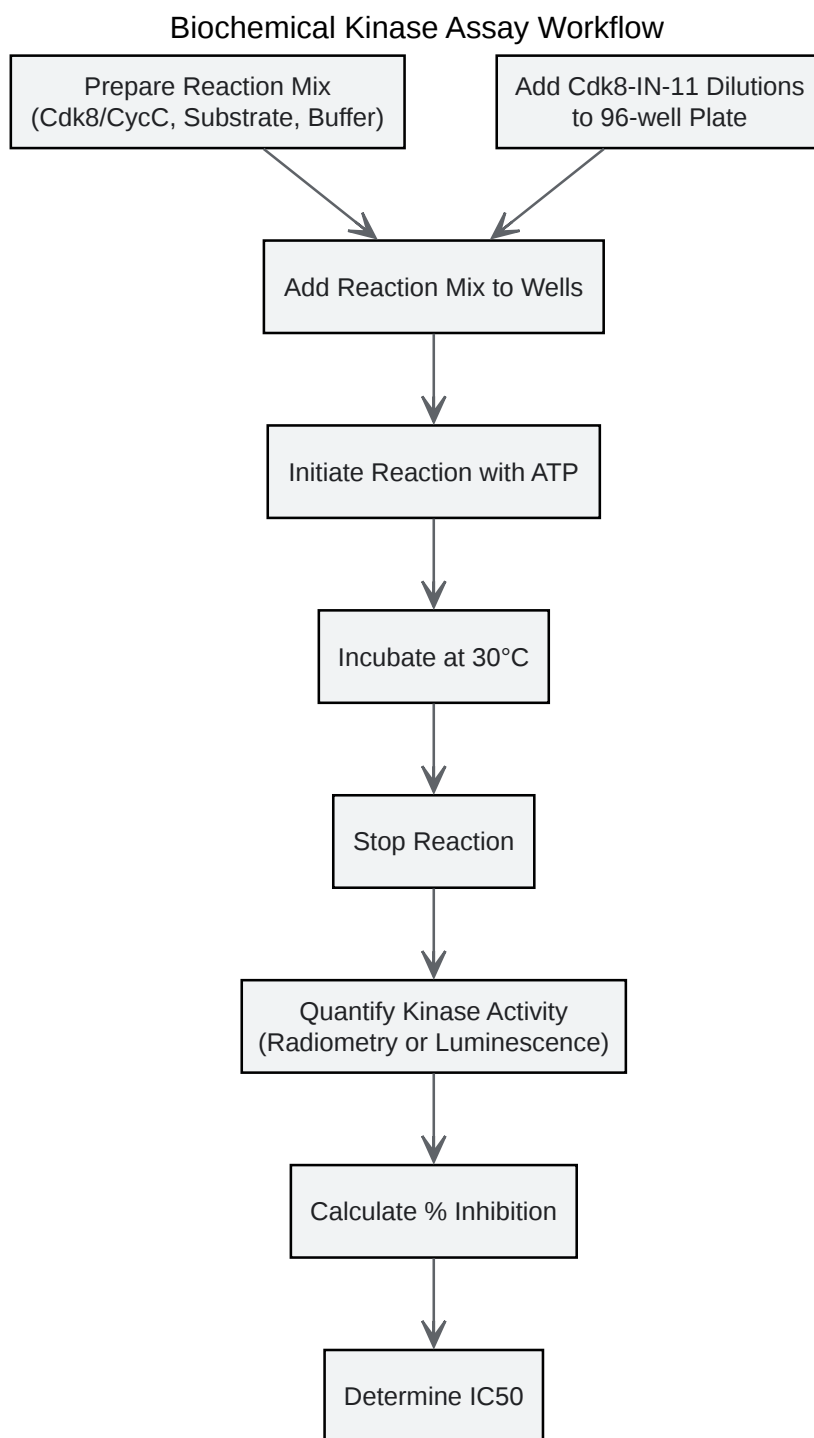 Biochemical Kinase Assay Workflow
Prepare Reaction Mix
(Cdk8/CycC, Substrate, Buffer)
Add Cdk8-IN-11 Dilutions
to 96-well Plate
Add Reaction Mix to Wells
Initiate Reaction with ATP
Incubate at 30°C
Stop Reaction
Quantify Kinase Activity
(Radiometry or Luminescence)
Calculate % Inhibition
Determine IC50